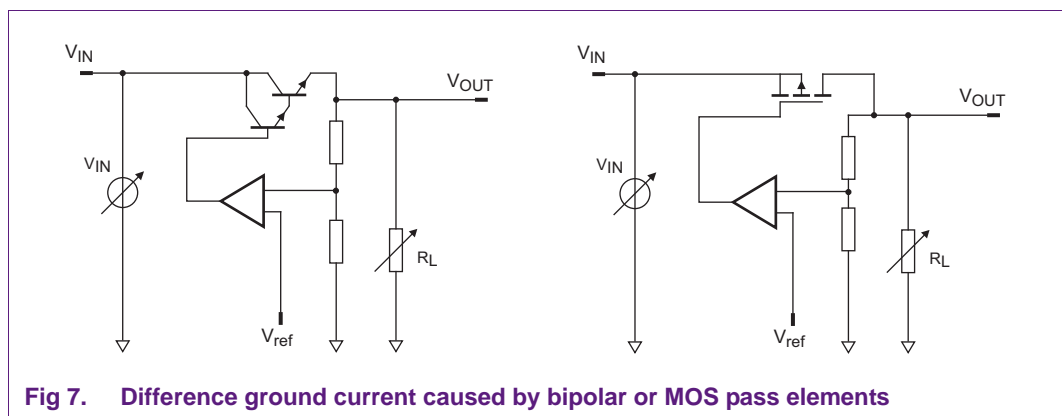 VIN
VOUT
VIN
RL
Vref
VIN
VOUT
VIN
RL
Vref
Fig 7. Difference ground current caused by bipolar or MOS pass elements